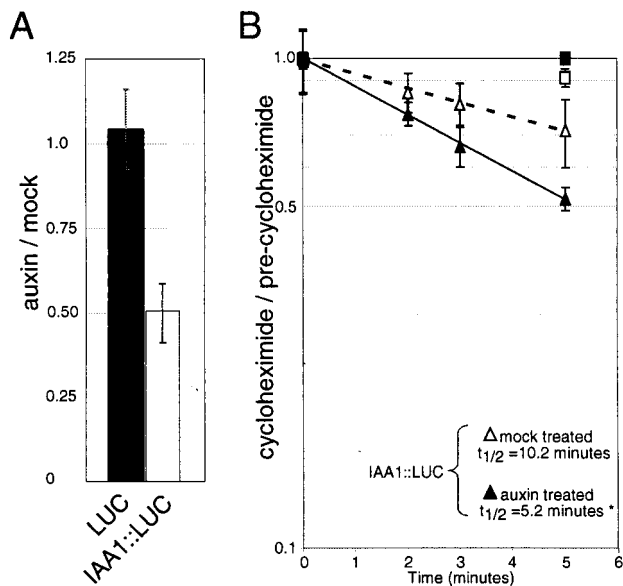 A
auxin / mock
1.25
1.0
0.75
0.50
0.25
0
LUC
IAA1::LUC
B
cycloheximide / pre-cycloheximide
1.0
0.5
0.1
0
2
3
4
5
6
Time (minutes)
IAA1::LUC
△ mock treated
t1/2 =10.2 minutes
▲ auxin treated
t1/2 =5.2 minutes *